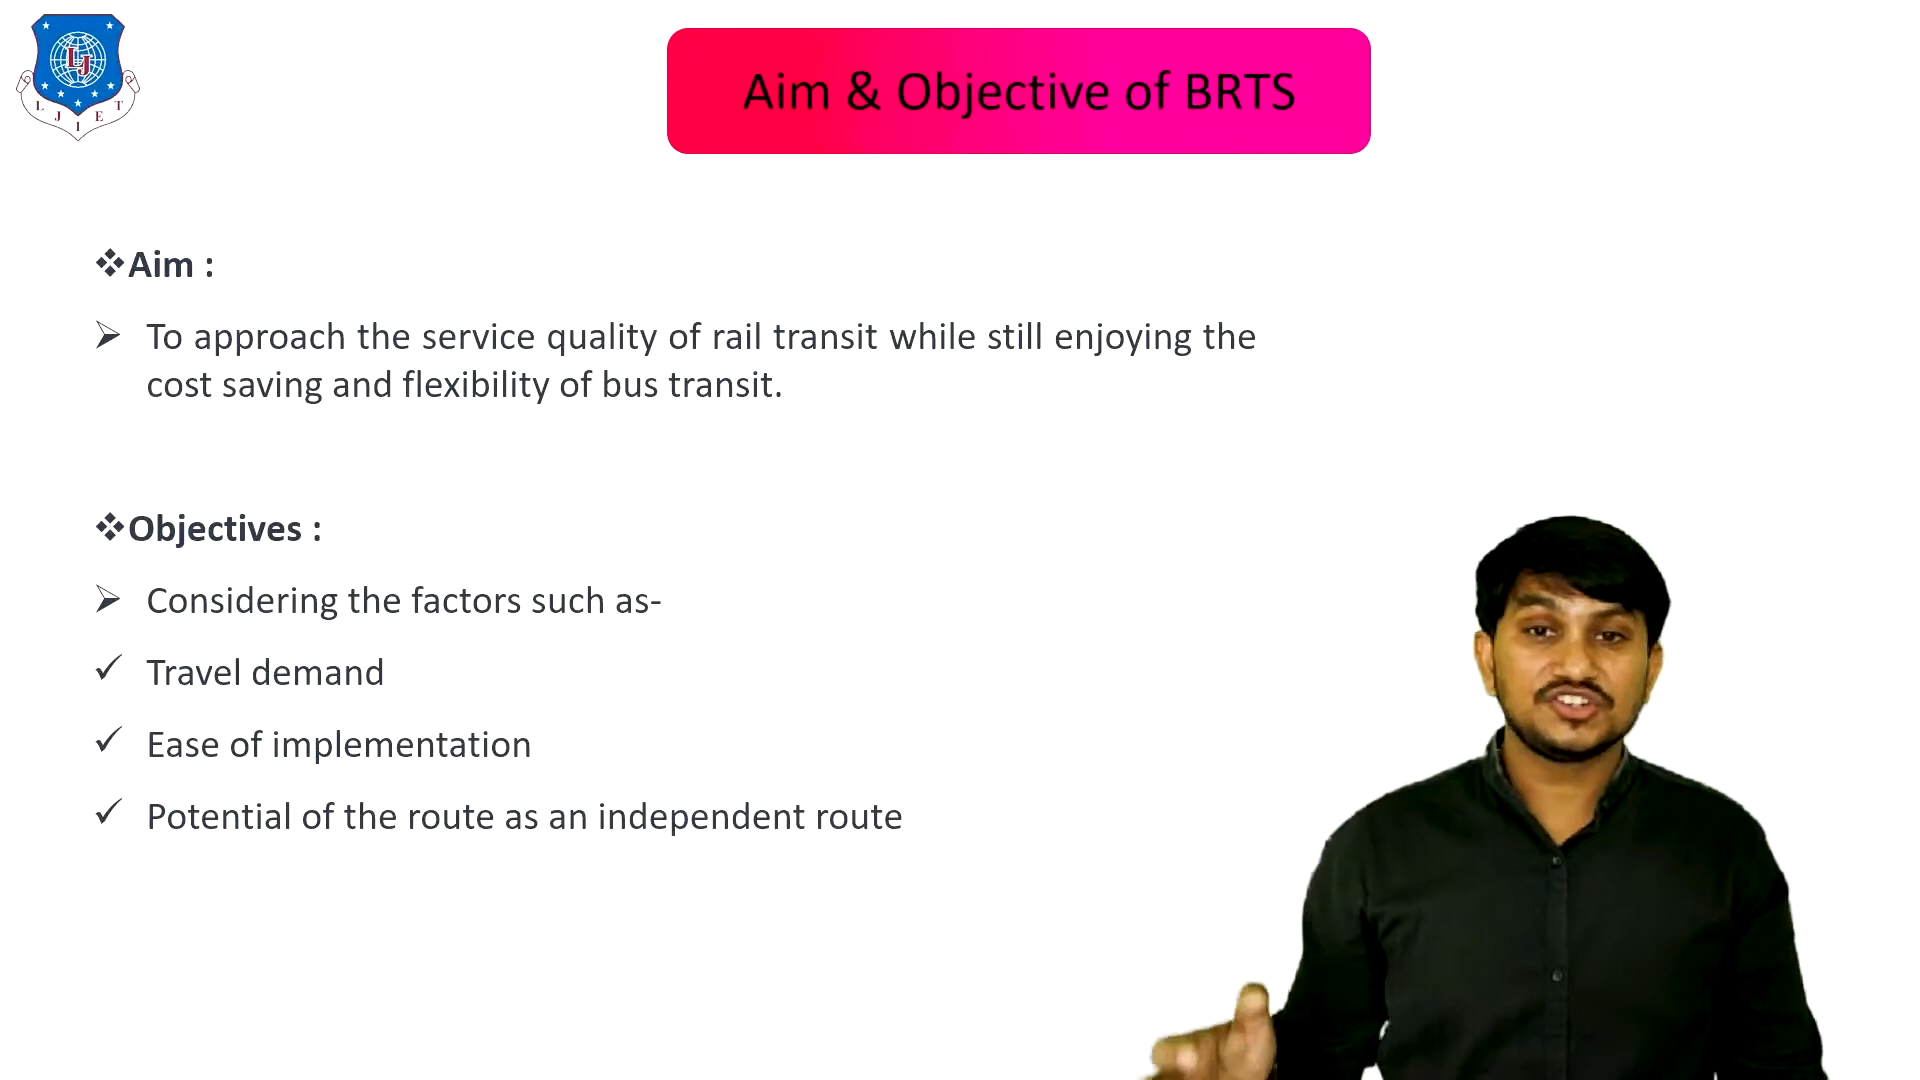 LJ
L J I E T
Aim & Objective of BRTS
❖Aim :
➢ To approach the service quality of rail transit while still enjoying the
cost saving and flexibility of bus transit.
❖Objectives :
➢ Considering the factors such as-
✓ Travel demand
✓ Ease of implementation
✓ Potential of the route as an independent route